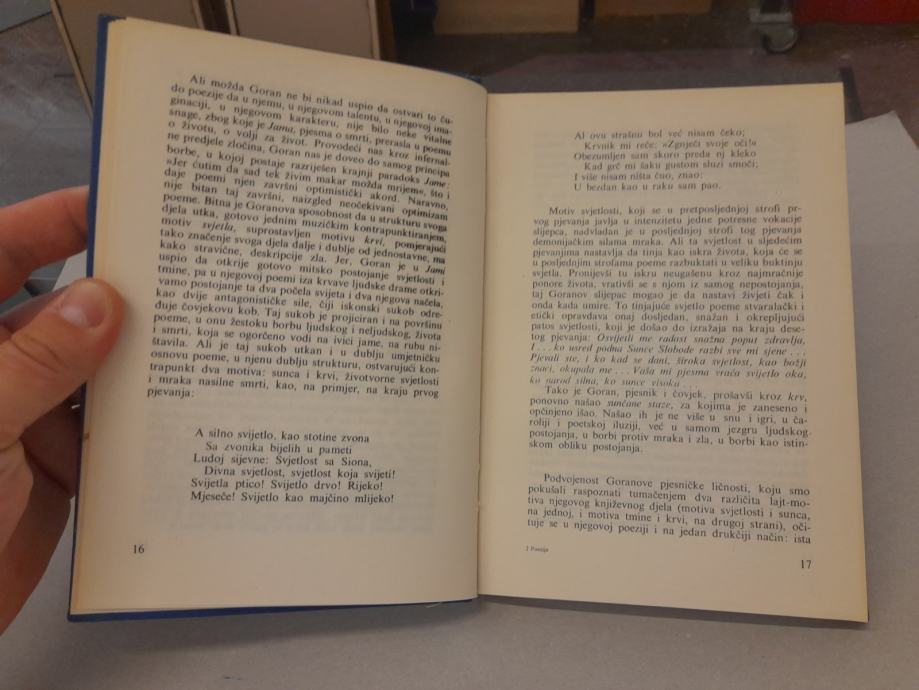 Ali možda Goran ne bi nikad uspio da ostvari to ču-
do poezije da u njemu, u njegovom talentu, u njegovoj ima-
ginaciji, u njegovom karakteru, nije bilo neke vitalne
snage, zbog koje je Jama, pjesma o smrti, prerasla u poemu
o životu, o volji za život. Provodeći nas kroz infernal-
ne predjele zločina, Goran nas je doveo do samog principa
borbe, u kojoj postaje razriješen krajnji paradoks Jame:
»Jer ćutim da sad tek živim makar možda mrijem«, što i
daje poemi njen završni optimistički akord. Naravno,
nije bitan taj završni, naizgled neočekivani optimizam
poeme. Bitna je Goranova sposobnost da u strukturu svoga
djela utka, gotovo jednim muzičkim kontrapunktiranjem,
motiv svjetla, suprostavljen motivu krvi, pomjerajući
tako značenje svoga djela dalje i dublje od jednostavne, ma
kako stravične, deskripcije zla. Jer, Goran je u Jami
uspio da otkrije gotovo mitsko postojanje svjetlosti i
tmine, pa u njegovoj poemi iza krvave ljudske drame otkri-
vamo postojanje ta dva počela svijeta i dva njegova načela,
kao dvije antagonističke sile, čiji iskonski sukob odre-
đuje čovjekovu kob. Taj sukob je projiciran i na površinu
poeme, u onu žestoku borbu ljudskog i neljudskog, života
i smrti, koja se ogorčeno vodi na ivici jame, na rubu ni-
štavila. Ali je taj sukob utkan i u dublju umjetničku
osnovu poeme, u njenu dublju strukturu, ostvarujući kon-
trapunkt dva motiva: sunca i krvi, životvorne svjetlosti
i mraka nasilne smrti, kao, na primjer, na kraju prvog
pjevanja:
A silno svijetlo, kao stotine zvona
Sa zvonika bijelih u pameti
Ludoj sijevne: Svjetlost sa Siona,
Divna svjetlost, svjetlost koja svijeti!
Svijetla ptico! Svijetlo drvo! Rijeko!
Mjeseče! Svijetlo kao majčino mlijeko!
16
Al ovu strašnu bol već nisam čeko;
Krvnik mi reče: »Zgnječi svoje oči!«
Obezumljen sam skoro preda nj kleko
Kad grč mi šaku gustom sluzi smoči;
I više nisam ništa čuo, znao:
U bezdan kao u raku sam pao.
Motiv svjetlosti, koji se u pretposljednjoj strofi pr-
vog pjevanja javlja u intenzitetu jedne potresne vokacije
slijepca, nadvladan je u posljednjoj strofi tog pjevanja
demonijačkim silama mraka. Ali ta svjetlost u sljedećim
pjevanjima nastavlja da tinja kao iskra života, koja će se
u posljednjim strofama poeme razbuktati u veliku buktinju
svjetla. Pronijevši tu iskru neugašenu kroz najmračnije
ponore života, vrativši se s njom iz samog nepostojanja,
taj Goranov slijepac mogao je da nastavi živjeti čak i
onda kada umire. To tinjajuće svjetlo poeme stvaralački i
etički opravdava onaj dosljedan, snažan i okrepljujući
patos svjetlosti, koji je došao do izražaja na kraju dese-
tog pjevanja: Osvijetli me radost snažna poput zdravlja,
I . . . ko usred podna Sunce Slobode razbi sve mi sjene . . .
Pjevali ste, i ko kad se dani, široka svjetlost, kao božji
znaci, okupala me . . . Vaša mi pjesma vraća svijetlo oka,
ko narod silna, ko sunce visoka . . .
Tako je Goran, pjesnik i čovjek, prošavši kroz krv,
ponovno našao sunčane staze, za kojima je zaneseno i
opčinjeno išao. Našao ih je ne više u snu i igri, u ča-
roliji i poetskoj iluziji, već u samom jezgru ljudskog
postojanja, u borbi protiv mraka i zla, u borbi kao istin-
skom obliku postojanja.
Podvojenost Goranove pjesničke ličnosti, koju smo
pokušali raspoznati tumačenjem dva različita lajt-mo-
tiva njegovog književnog djela (motiva svjetlosti i sunca,
na jednoj, i motiva tmine i krvi, na drugoj strani), oči-
tuje se u njegovoj poeziji i na jedan drukčiji način: ista
2 Poezija
17